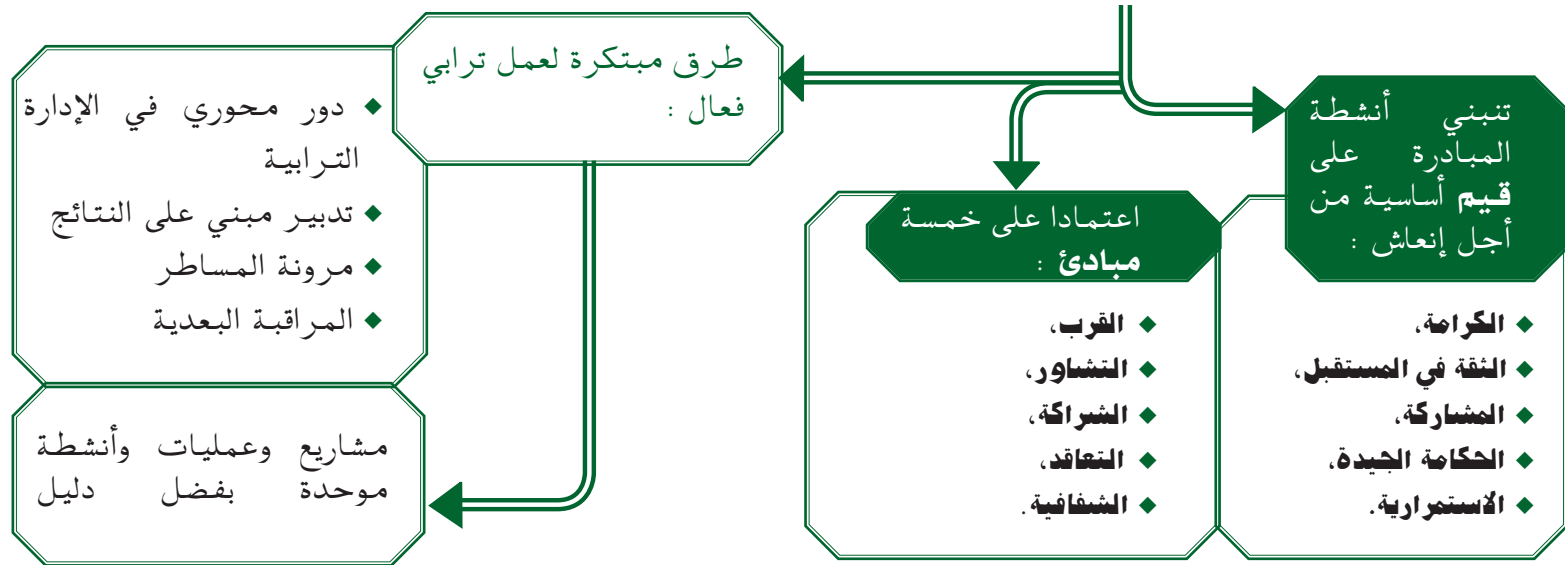 تنبني أنشطة
المبادرة على
قيم أساسية من
أجل إنعاش :
◆ الكرامة،
◆ الثقة في المستقبل،
◆ المشاركة،
◆ الحكامة الجيدة،
◆ الاستمرارية.
اعتمادا على خمسة
مبادئ :
◆ القرب،
◆ التشاور،
◆ الشراكة،
◆ التعاقد،
◆ الشفافية.
طرق مبتكرة لعمل ترابي
فعال :
◆ دور محوري في الإدارة
الترابية
◆ تدبير مبني على النتائج
◆ مرونة المساطر
◆ المراقبة البعدية
مشاريع وعمليات وأنشطة
موحدة بفضل دليل